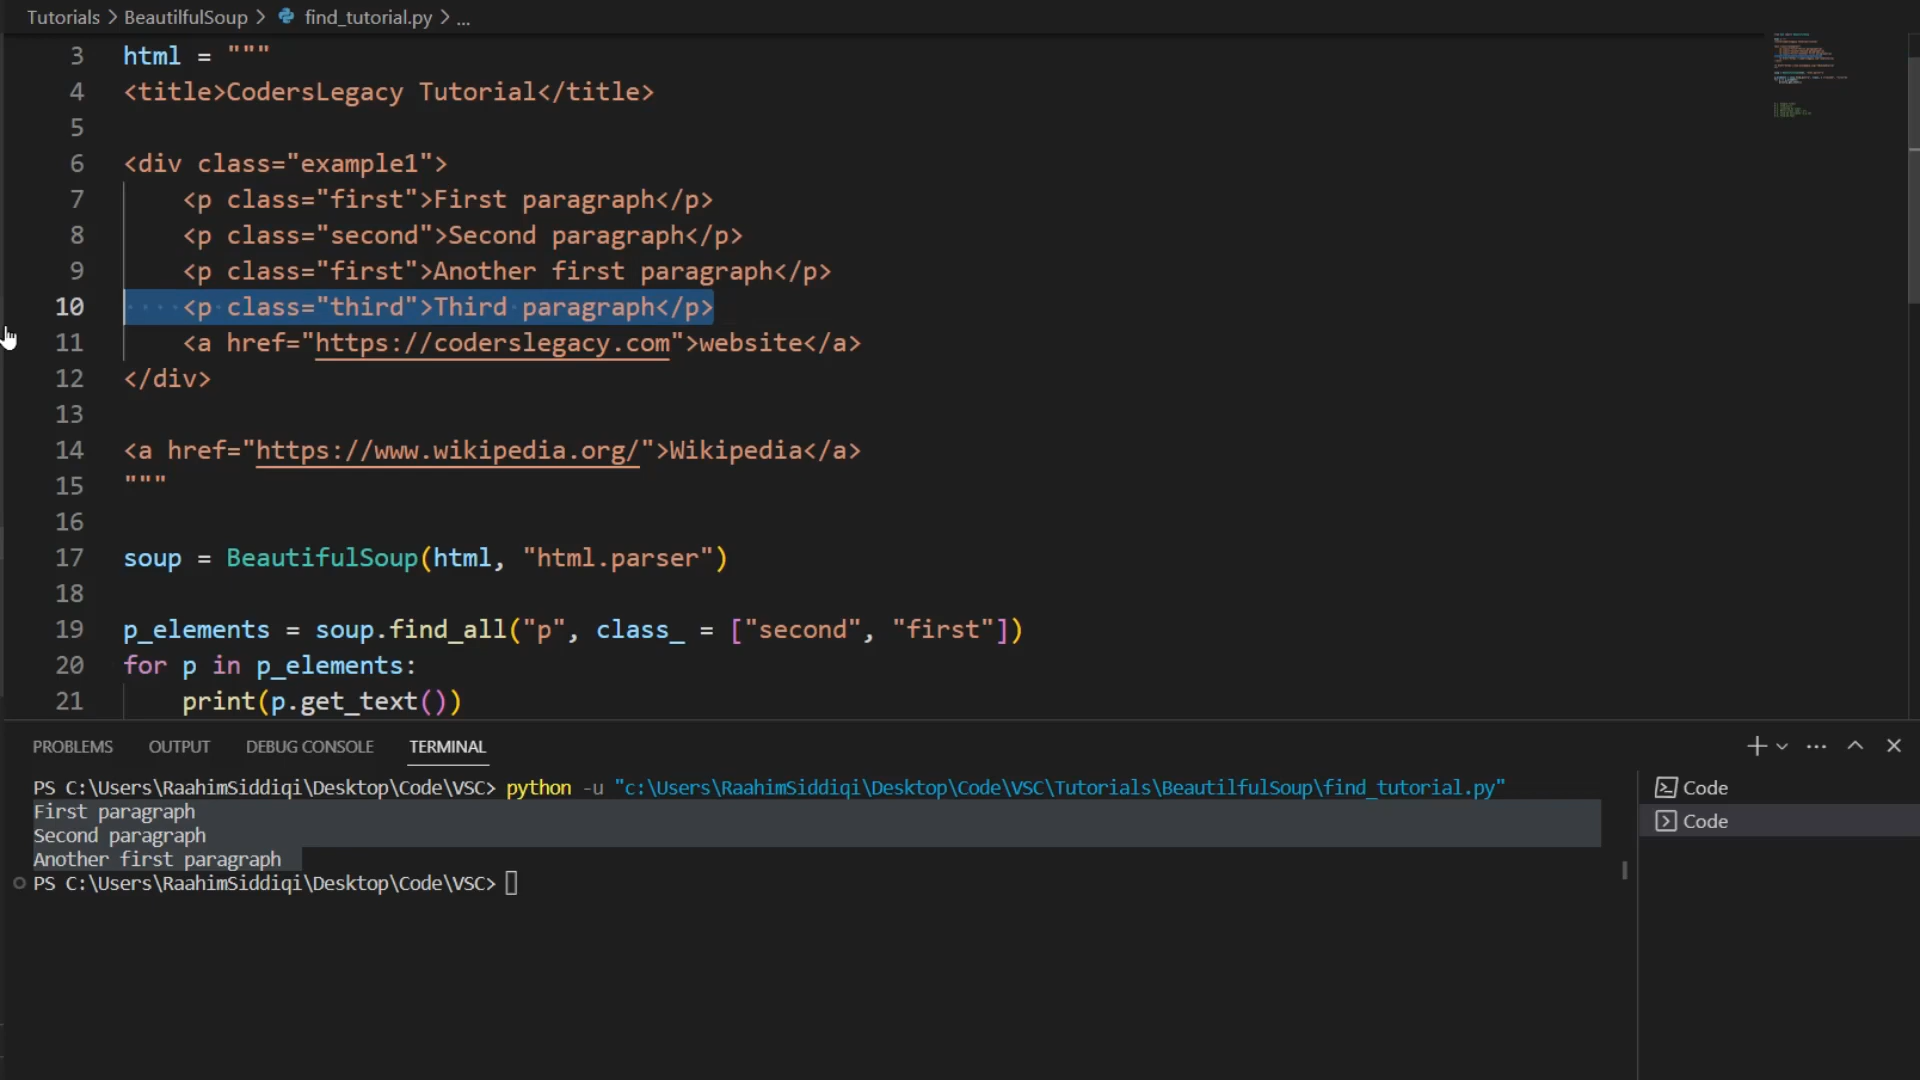 Tutorials > BeautilfulSoup > find_tutorial.py > ...
3 html = """
4 <title>CodersLegacy Tutorial</title>
5
6 <div class="example1">
7     <p class="first">First paragraph</p>
8     <p class="second">Second paragraph</p>
9     <p class="first">Another first paragraph</p>
10     <p class="third">Third paragraph</p>
11     <a href="https://coderslegacy.com">website</a>
12 </div>
13
14 <a href="https://www.wikipedia.org/">Wikipedia</a>
15 """
16
17 soup = BeautifulSoup(html, "html.parser")
18
19 p_elements = soup.find_all("p", class_ = ["second", "first"])
20 for p in p_elements:
21     print(p.get_text())
PROBLEMS OUTPUT DEBUG CONSOLE TERMINAL
PS C:\Users\RaahimSiddiqi\Desktop\Code\VSC> python -u "c:\Users\RaahimSiddiqi\Desktop\Code\VSC\Tutorials\BeautilfulSoup\find_tutorial.py"
First paragraph
Second paragraph
Another first paragraph
PS C:\Users\RaahimSiddiqi\Desktop\Code\VSC>
Code
Code